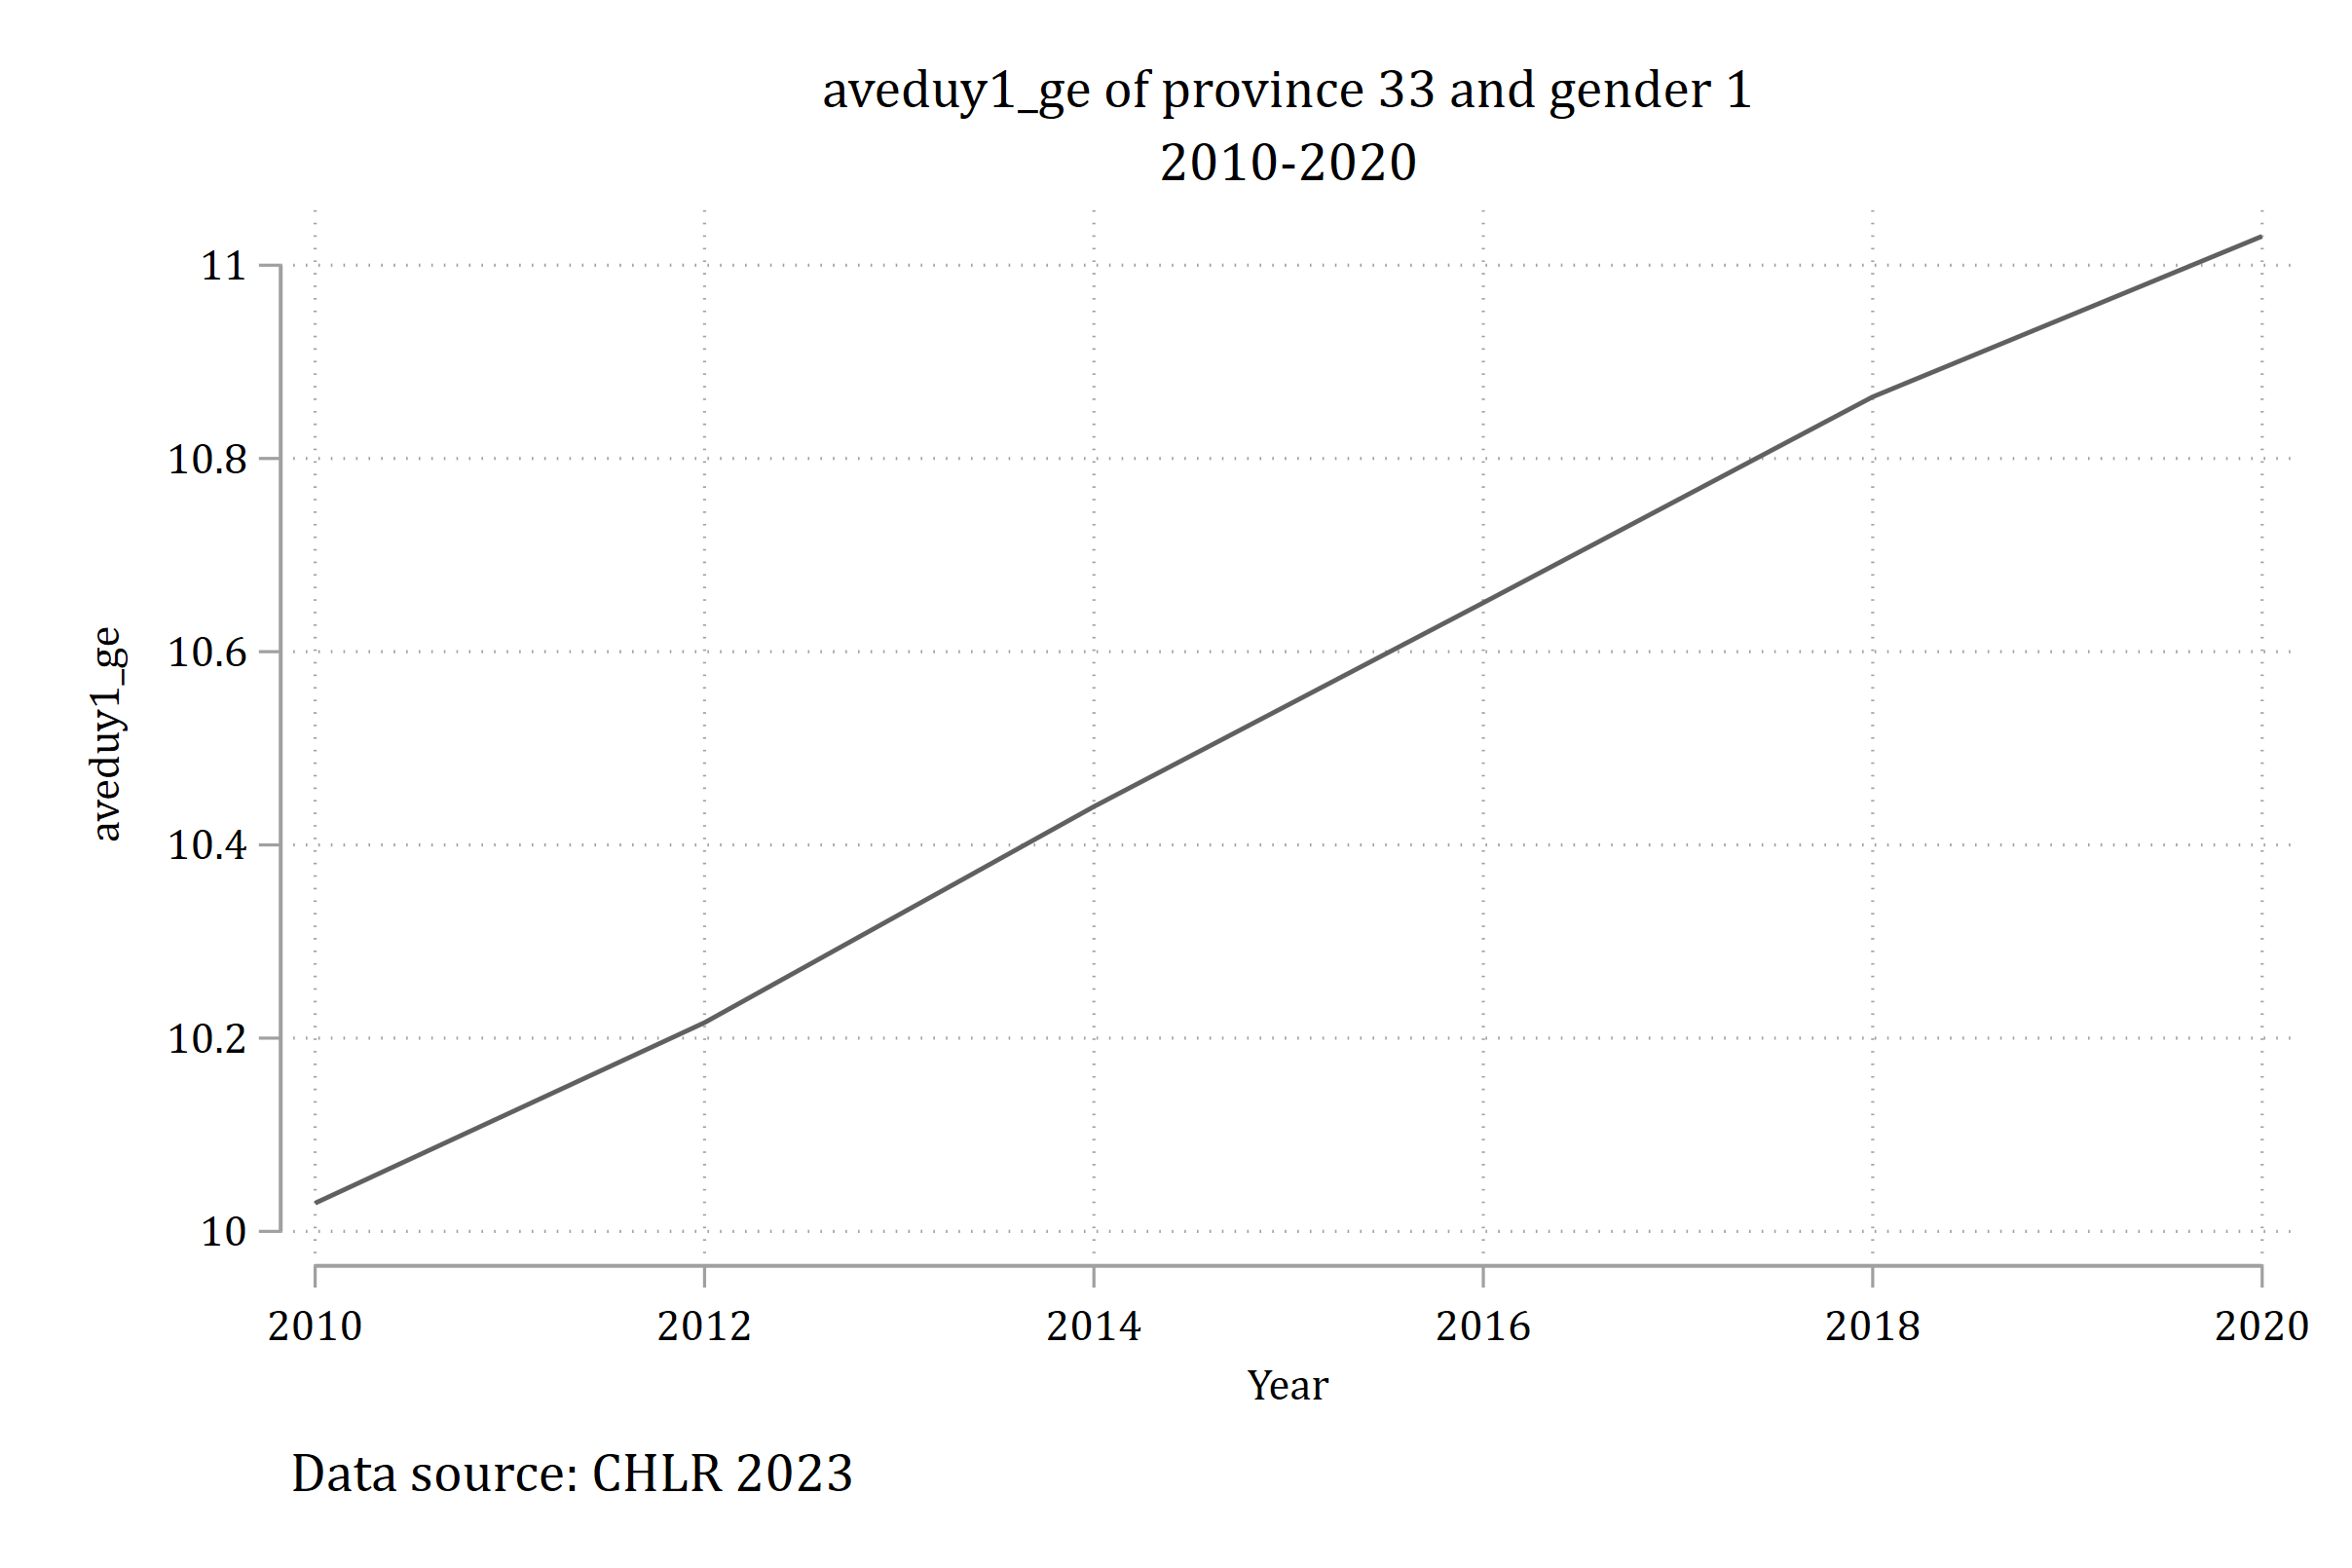 aveduy1_ge of province 33 and gender 1
2010-2020
11
10.8
10.6
10.4
10.2
10
aveduy1_ge
2010 2012 2014 2016 2018 2020
Year
Data source: CHLR 2023